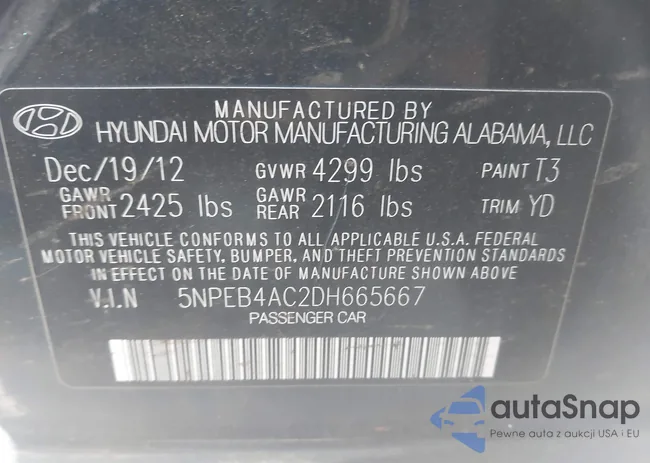 MANUFACTURED BY
HYUNDAI MOTOR MANUFACTURING ALABAMA, LLC
Dec/19/12 GVWR 4299 lbs PAINT T3
GAWR FRONT 2425 lbs GAWR REAR 2116 lbs TRIM YD
THIS VEHICLE CONFORMS TO ALL APPLICABLE U.S.A. FEDERAL
MOTOR VEHICLE SAFETY, BUMPER, AND THEFT PREVENTION STANDARDS
IN EFFECT ON THE DATE OF MANUFACTURE SHOWN ABOVE
V.I.N 5NPEB4AC2DH665667
PASSENGER CAR
autaSnap
Pewne auta z aukcji USA i EU